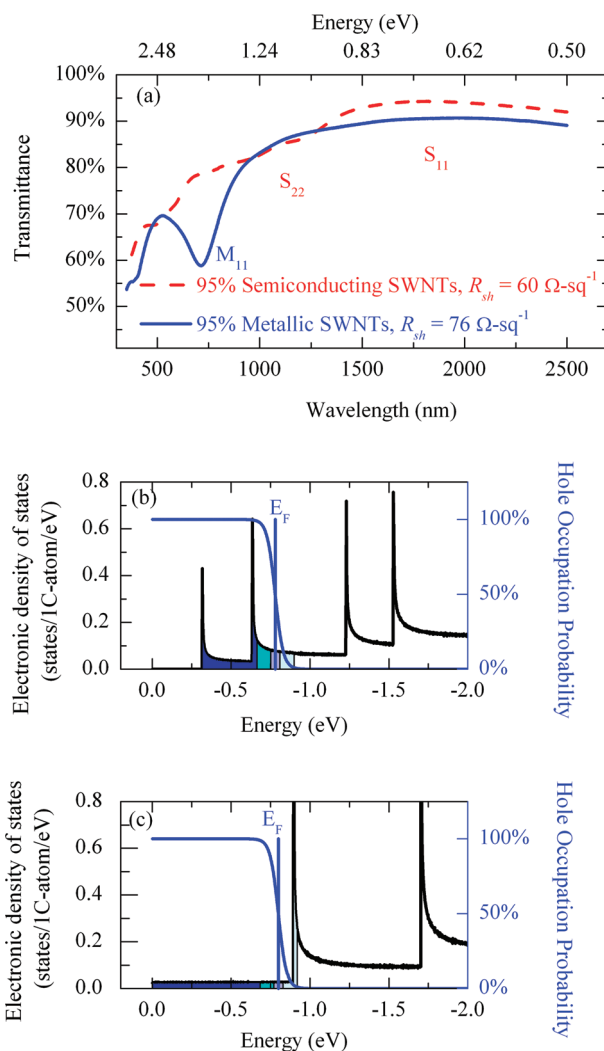 Energy (eV)
2.48 1.24 0.83 0.62 0.50
100%
90%
80%
70%
60%
50%
Transmittance
(a)
S₁₁
S₂₂
M₁₁
95% Semiconducting SWNTs, Rₛₕ = 60 Ω-sq⁻¹
95% Metallic SWNTs, Rₛₕ = 76 Ω-sq⁻¹
500 1000 1500 2000 2500
Wavelength (nm)
(b)
E_F
0.8
0.6
0.4
0.2
0.0
Electronic density of states
(states/1C-atom/eV)
100%
50%
0%
Hole Occupation
Probability
0.0 -0.5 -1.0 -1.5 -2.0
Energy (eV)
(c)
E_F
0.8
0.6
0.4
0.2
0.0
Electronic density of states
(states/1C-atom/eV)
100%
50%
0%
Hole Occupation
Probability
0.0 -0.5 -1.0 -1.5 -2.0
Energy (eV)